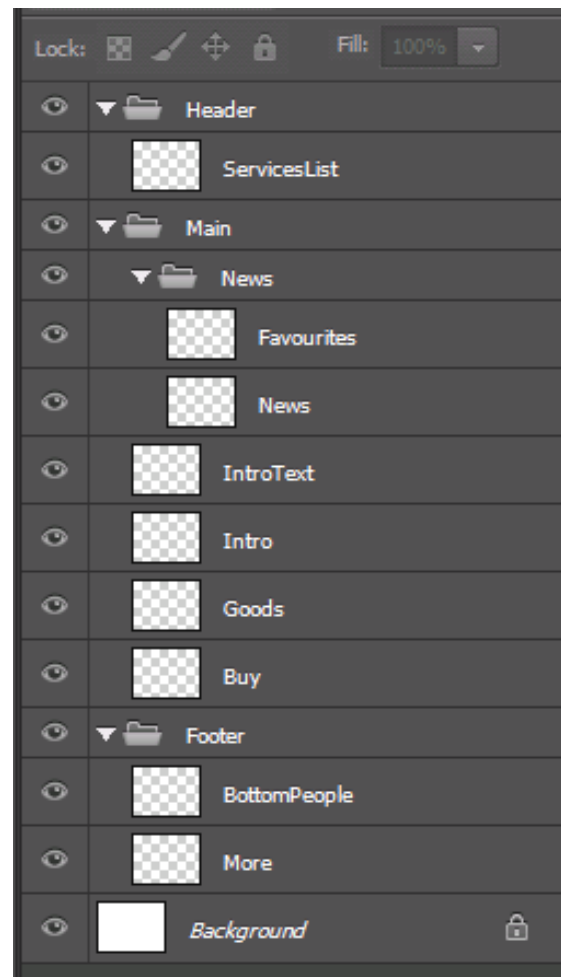 Lock: Fill: 100%
Header
ServicesList
Main
News
Favourites
News
IntroText
Intro
Goods
Buy
Footer
BottomPeople
More
Background